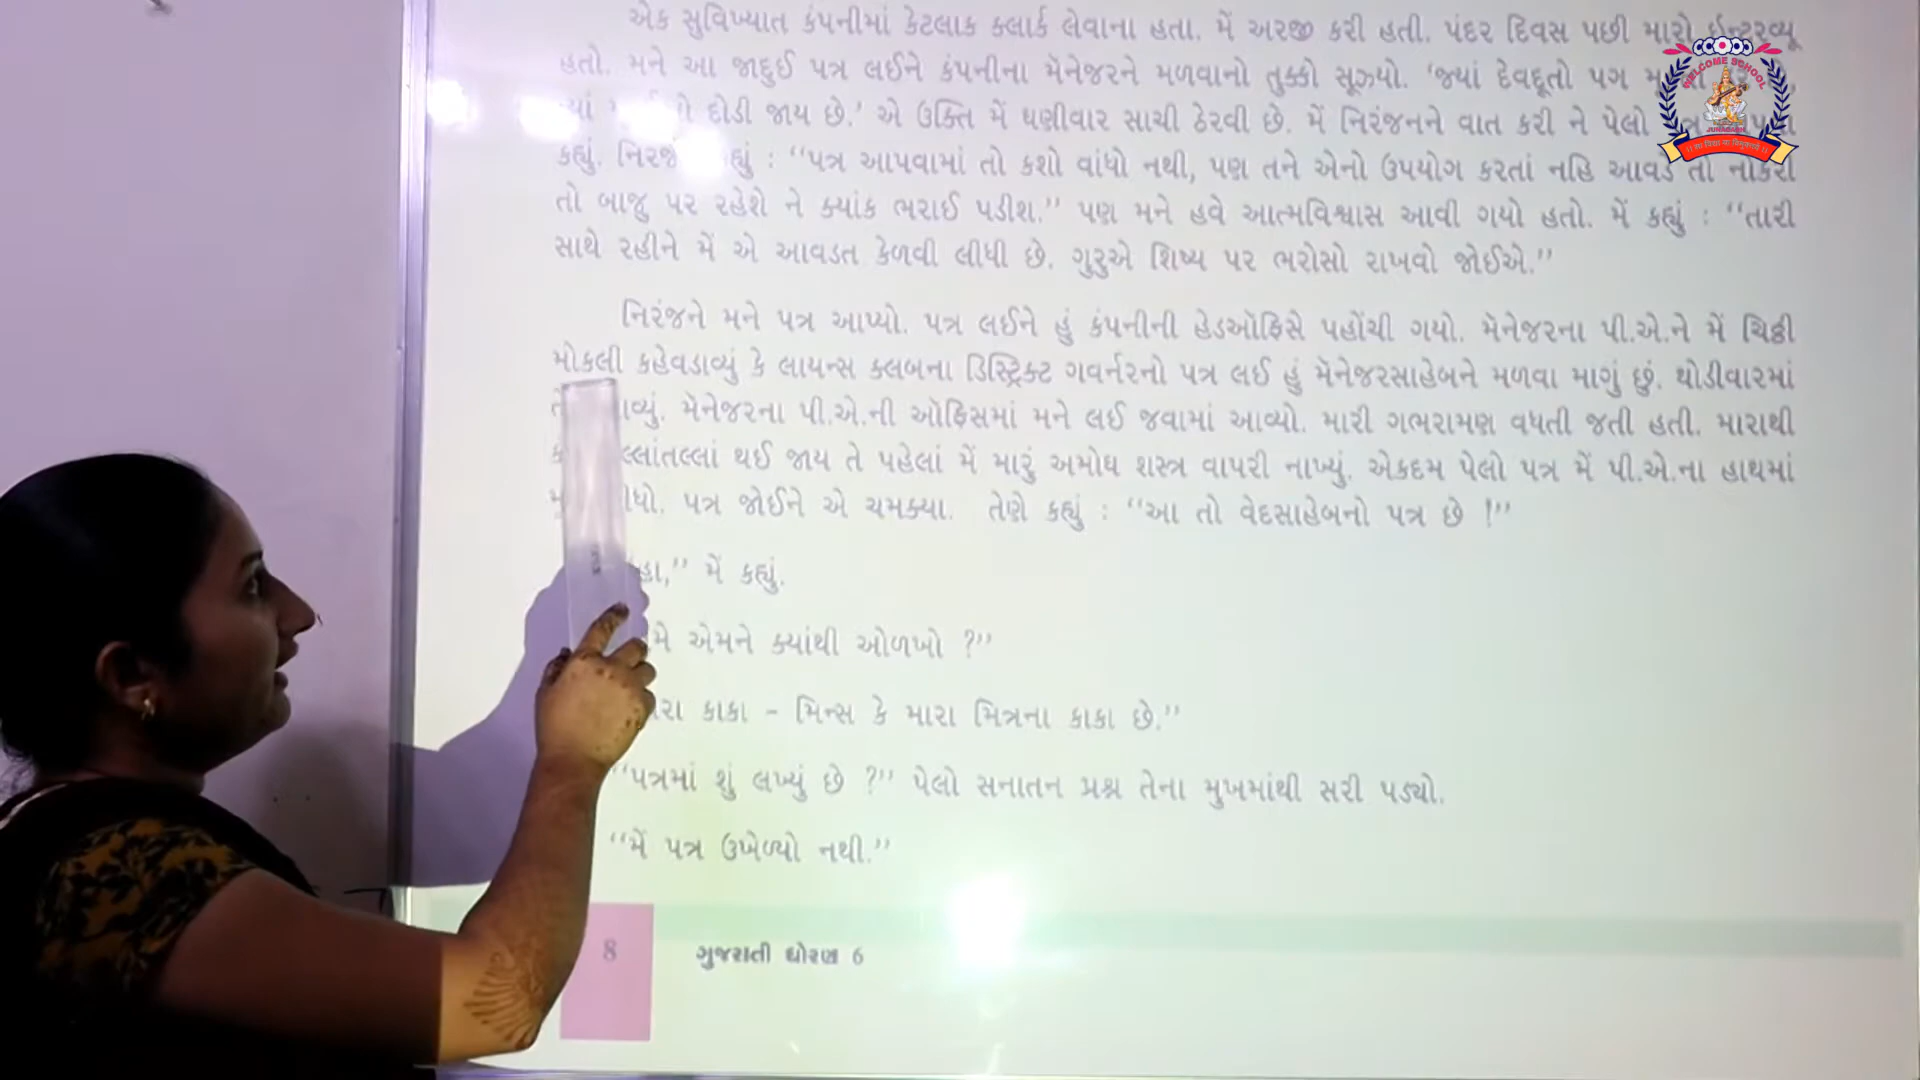 એક સુવિખ્યાત કંપનીમાં કેટલાક ક્લાર્ક લેવાના હતા. મેં અરજી કરી હતી. પંદર દિવસ પછી મારો ઇન્ટરવ્યૂ
હતો. મને આ જાદુઈ પત્ર લઈને કંપનીના મૅનેજરને મળવાનો તુક્કો સૂઝ્યો. ‘જ્યાં દેવદૂતો પગ
દોડી જાય છે.’ એ ઉક્તિ મેં ઘણીવાર સાચી ઠેરવી છે. મેં નિરંજનને વાત કરી ને પેલો
કહ્યું. : “પત્ર આપવામાં તો કશો વાંધો નથી, પણ તને એનો ઉપયોગ કરતાં નહિ આવડે તો નોકરી
તો બાજુ પર રહેશે ને ક્યાંક ભરાઈ પડીશ.” પણ મને હવે આત્મવિશ્વાસ આવી ગયો હતો. મેં કહ્યું : “તારી
સાથે રહીને મેં એ આવડત કેળવી લીધી છે. ગુરુએ શિષ્ય પર ભરોસો રાખવો જોઈએ.”
નિરંજને મને પત્ર આપ્યો. પત્ર લઈને હું કંપનીની હેડઑફિસે પહોંચી ગયો. મૅનેજરના પી.એ.ને મેં ચિઠ્ઠી
મોકલી કહેવડાવ્યું કે લાયન્સ ક્લબના ડિસ્ટ્રિક્ટ ગવર્નરનો પત્ર લઈ હું મૅનેજરસાહેબને મળવા માગું છું. થોડીવારમાં
મૅનેજરના પી.એ.ની ઑફિસમાં મને લઈ જવામાં આવ્યો. મારી ગભરામણ વધતી જતી હતી. મારાથી
થઈ જાય તે પહેલાં મેં મારું અમોઘ શસ્ત્ર વાપરી નાખ્યું. એકદમ પેલો પત્ર મેં પી.એ.ના હાથમાં
પત્ર જોઈને એ ચમક્યા. તેણે કહ્યું : “આ તો વેદસાહેબનો પત્ર છે !”
હા,” મેં કહ્યું.
એમને ક્યાંથી ઓળખો ?”
કાકા – મિન્સ કે મારા મિત્રના કાકા છે.”
“પત્રમાં શું લખ્યું છે ?” પેલો સનાતન પ્રશ્ન તેના મુખમાંથી સરી પડ્યો.
“મેં પત્ર ઉખેળ્યો નથી.”
8 ગુજરાતી ધોરણ 6
WELCOME SCHOOL
JUNAGADH
॥ सा विद्या या विमुक्तये ॥